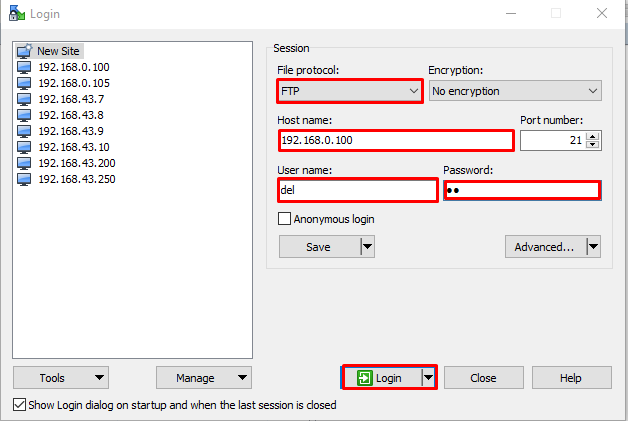 Login
New Site
192.168.0.100
192.168.0.105
192.168.43.7
192.168.43.8
192.168.43.9
192.168.43.10
192.168.43.200
192.168.43.250
Session
File protocol: Encryption:
FTP No encryption
Host name: Port number:
192.168.0.100 21
User name: Password:
del ●●
Anonymous login
Save Advanced...
Tools Manage Login Close Help
Show Login dialog on startup and when the last session is closed